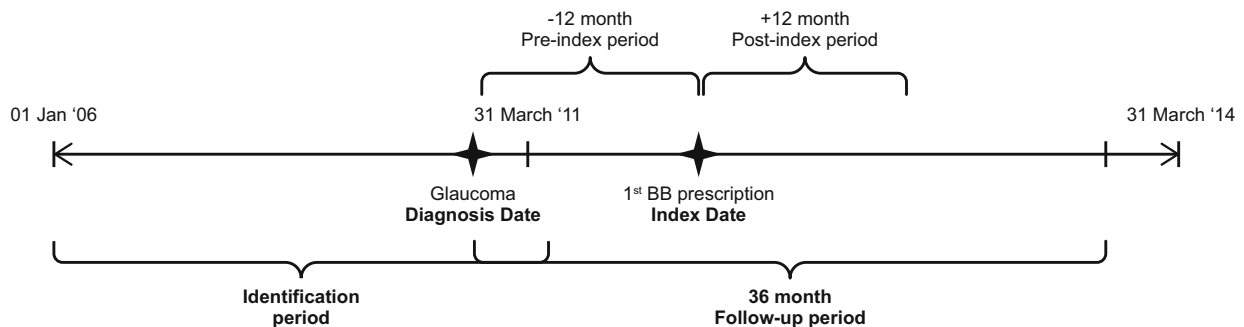 -12 month
Pre-index period
+12 month
Post-index period
01 Jan ‘06
31 March ‘11
31 March ‘14
Glaucoma
Diagnosis Date
1st BB prescription
Index Date
Identification
period
36 month
Follow-up period